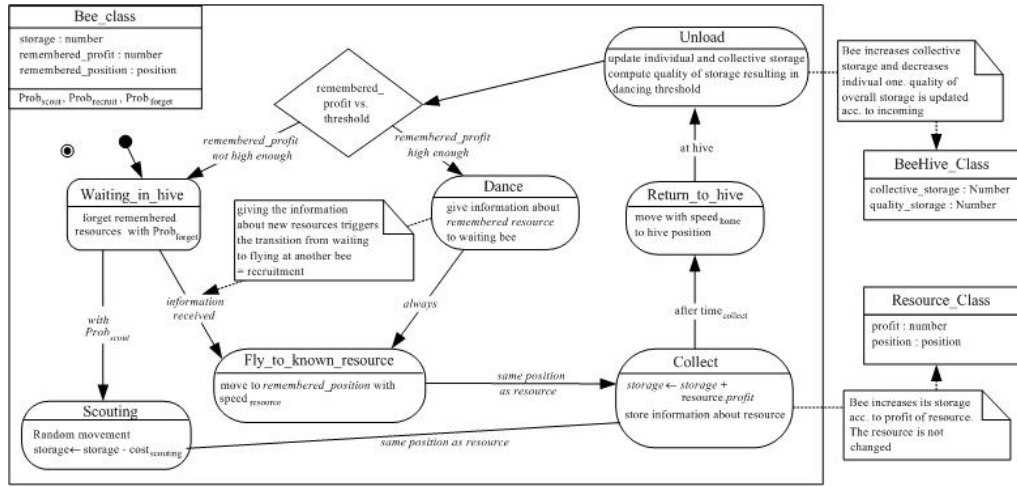 Bee_class
storage : number
remembered_profit : number
remembered_position : position
Prob_scout, Prob_recruit, Prob_forget
remembered_
profit vs.
threshold
Unload
update individual and collective storage
compute quality of storage resulting in
dancing threshold
Bee increases collective
storage and decreases
indivual one. quality of
overall storage is updated
acc. to incoming
remembered_profit
not high enough
remembered_profit
high enough
at hive
BeeHive_Class
collective_storage : Number
quality_storage : Number
Waiting_in_hive
forget remembered
resources with Prob_forget
giving the information
about new resources triggers
the transition from waiting
to flying at another bee
= recruitment
Dance
give information about
remembered resource
to waiting bee
Return_to_hive
move with speed_home
to hive position
with
Prob_scout
information
received
always
after time_collect
Resource_Class
profit : number
position : position
Fly_to_known_resource
move to remembered_position with
speed_resource
same position
as resource
Collect
storage ← storage +
resource.profit
store information about resource
Scouting
Random movement
storage← storage - cost_scouting
same position as resource
Bee increases its storage
acc. to profit of resource.
The resource is not
changed